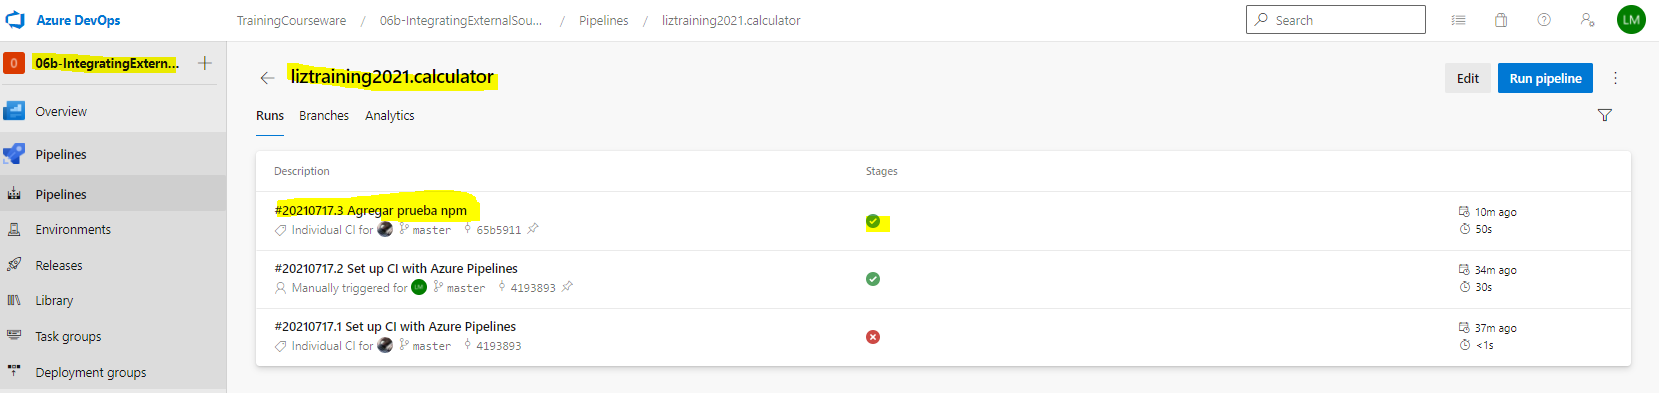 Azure DevOps
TrainingCourseware / 06b-IntegratingExternalSou... / Pipelines / liztraining2021.calculator
Search
LM
0 06b-IntegratingExtern... +
Overview
Pipelines
Pipelines
Environments
Releases
Library
Task groups
Deployment groups
liztraining2021.calculator
Edit
Run pipeline
Runs Branches Analytics
Description Stages
#20210717.3 Agregar prueba npm
Individual CI for master 65b5911
10m ago
50s
#20210717.2 Set up CI with Azure Pipelines
Manually triggered for LM master 4193893
34m ago
30s
#20210717.1 Set up CI with Azure Pipelines
Individual CI for master 4193893
37m ago
<1s